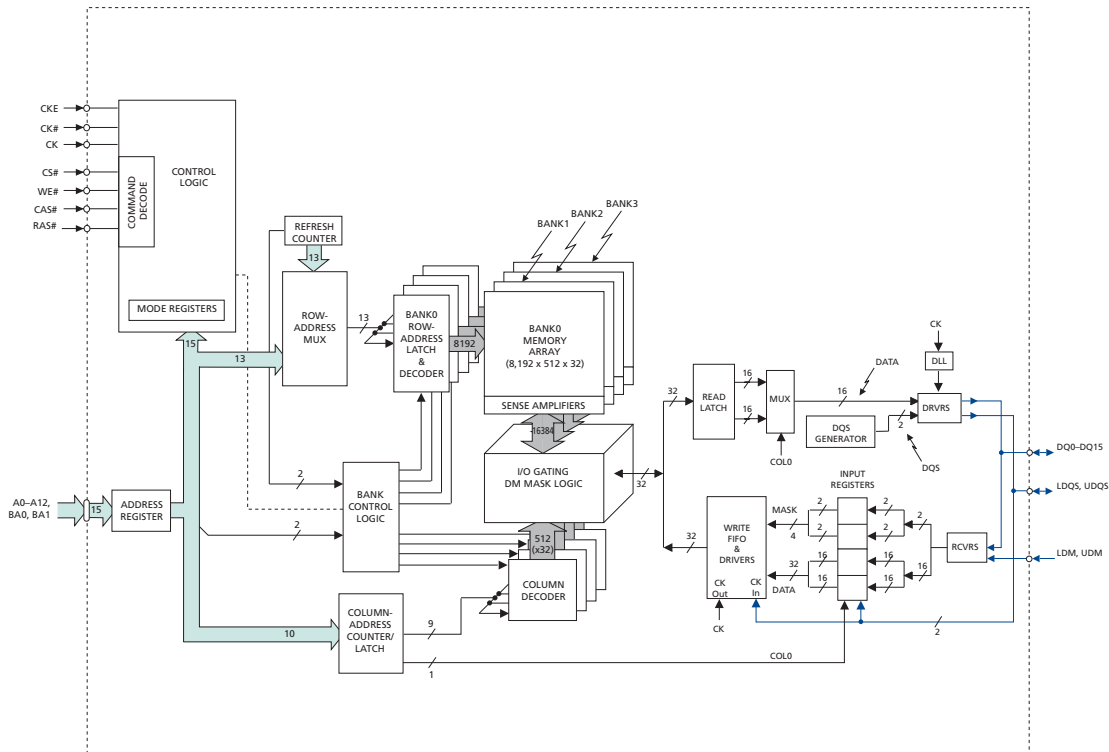 CKE
CK#
CK
CS#
WE#
CAS#
RAS#
COMMAND
DECODE
CONTROL
LOGIC
MODE REGISTERS
15
13
REFRESH
COUNTER
13
ROW-
ADDRESS
MUX
13
BANK0
ROW-
ADDRESS
LATCH
&
DECODER
8192
BANK1
BANK2
BANK3
BANK0
MEMORY
ARRAY
(8,192 x 512 x 32)
SENSE AMPLIFIERS
16384
I/O GATING
DM MASK LOGIC
512
(x32)
COLUMN
DECODER
A0–A12,
BA0, BA1
15
ADDRESS
REGISTER
2
2
BANK
CONTROL
LOGIC
10
COLUMN-
ADDRESS
COUNTER/
LATCH
9
1
COL0
32
32
32
READ
LATCH
16
16
MUX
COL0
16
DATA
DQS
GENERATOR
2
DQS
CK
DLL
DRVRS
DQ0–DQ15
LDQS, UDQS
LDM, UDM
WRITE
FIFO
&
DRIVERS
CK
Out
CK
In
CK
MASK
4
32
DATA
INPUT
REGISTERS
2
2
16
16
2
2
16
16
2
16
RCVRS
2